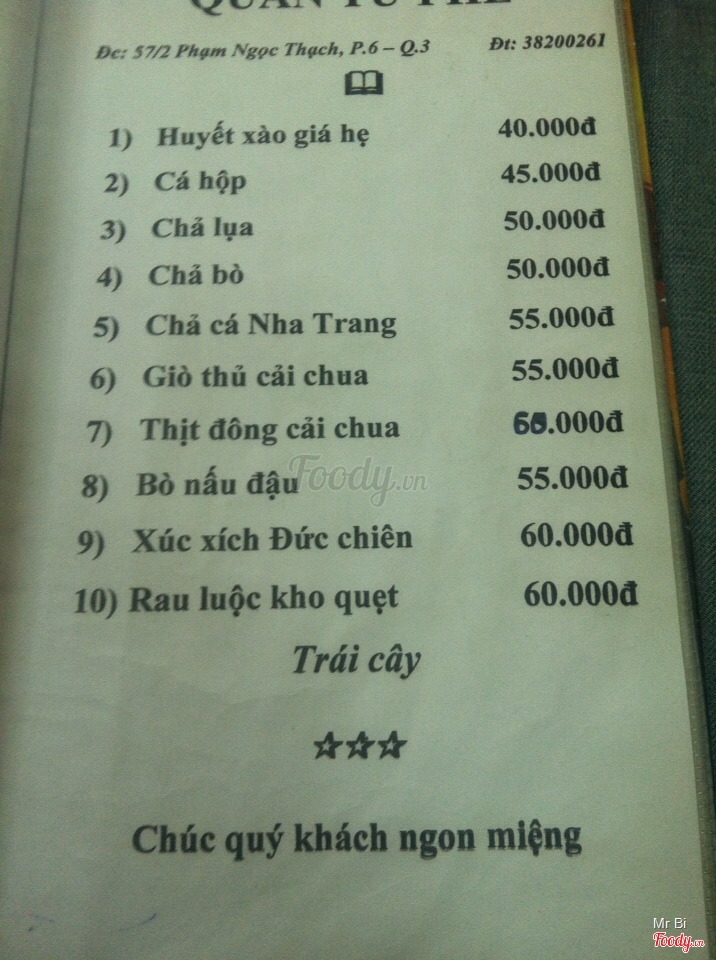 Đc: 57/2 Phạm Ngọc Thạch, P.6 – Q.3 Đt: 38200261
1) Huyết xào giá hẹ 40.000đ
2) Cá hộp 45.000đ
3) Chả lụa 50.000đ
4) Chả bò 50.000đ
5) Chả cá Nha Trang 55.000đ
6) Giò thủ cải chua 55.000đ
7) Thịt đông cải chua
8) Bò nấu đậu 55.000đ
9) Xúc xích Đức chiên 60.000đ
10) Rau luộc kho quẹt 60.000đ
Trái cây
Chúc quý khách ngon miệng
Foody.vn
Mr Bi
Foody.vn